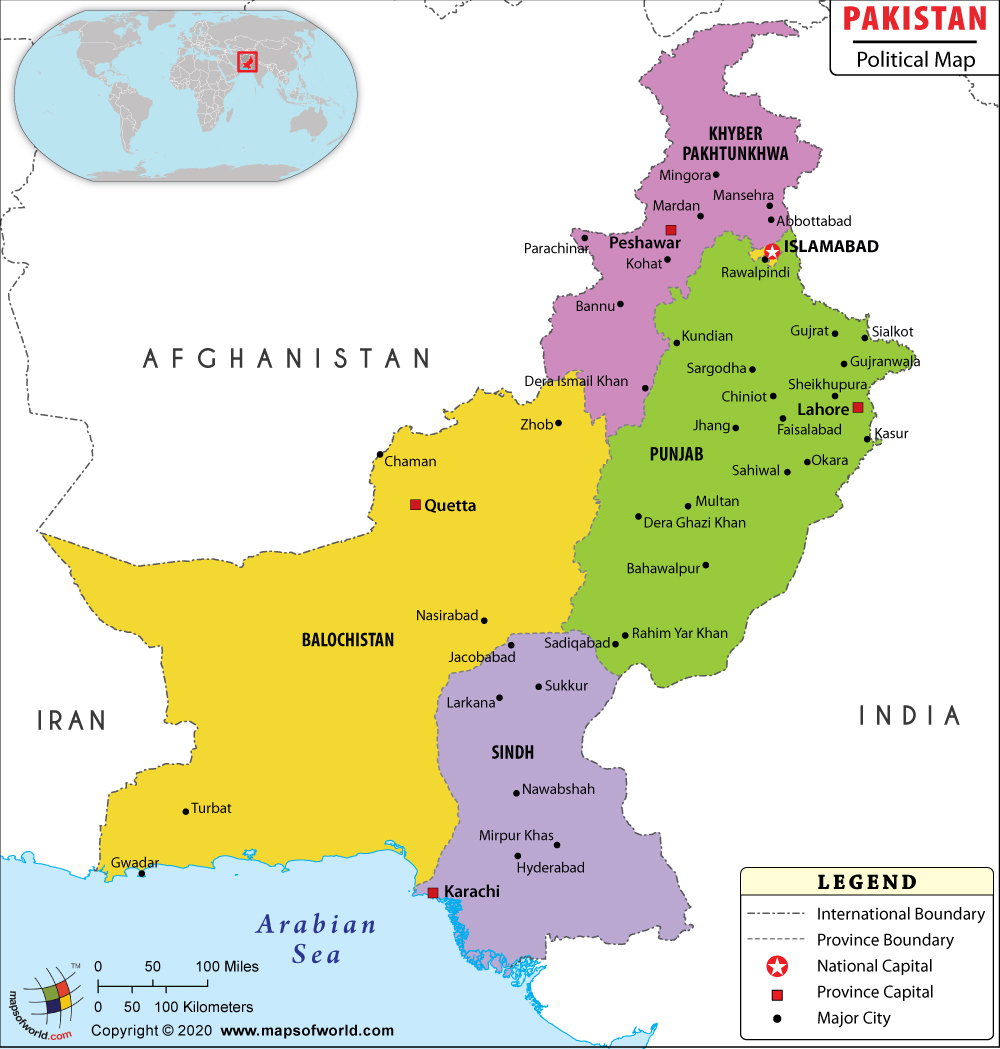 PAKISTAN
Political Map
KHYBER
PAKHTUNKHWA
Mingora
Mansehra
Mardan
Abbottabad
Peshawar
Parachinar
ISLAMABAD
Kohat
Rawalpindi
Bannu
Kundian
Gujrat
Sialkot
AFGHANISTAN
Gujranwala
Sargodha
Dera Ismail Khan
Sheikhupura
Chiniot
Lahore
Zhob
Jhang
Faisalabad
Kasur
PUNJAB
Chaman
Okara
Sahiwal
Quetta
Multan
Dera Ghazi Khan
Bahawalpur
Nasirabad
BALOCHISTAN
Rahim Yar Khan
Sadiqabad
Jacobabad
Sukkur
Larkana
IRAN
INDIA
SINDH
Nawabshah
Turbat
Mirpur Khas
Gwadar
Hyderabad
Karachi
Arabian
Sea
LEGEND
International Boundary
Province Boundary
National Capital
Province Capital
Major City
TM
mapsofworld.com
0 50 100 Miles
0 50 100 Kilometers
Copyright © 2020 www.mapsofworld.com